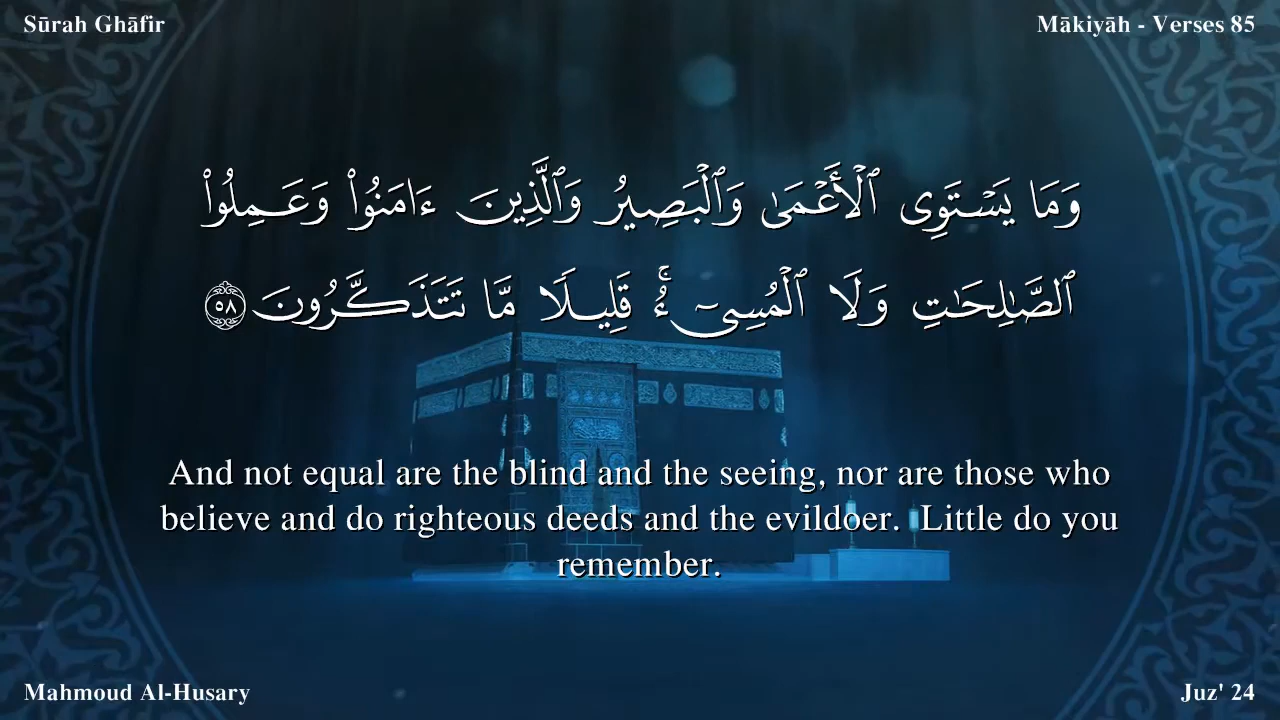 Sūrah Ghāfir
Mākiyāh - Verses 85
وَمَا يَسْتَوِى ٱلْأَعْمَىٰ وَٱلْبَصِيرُ وَٱلَّذِينَ ءَامَنُوا۟ وَعَمِلُوا۟
ٱلصَّـٰلِحَـٰتِ وَلَا ٱلْمُسِىٓءُ ۚ قَلِيلًا مَّا تَتَذَكَّرُونَ ٥٨
And not equal are the blind and the seeing, nor are those who
believe and do righteous deeds and the evildoer. Little do you
remember.
Mahmoud Al-Husary
Juz' 24